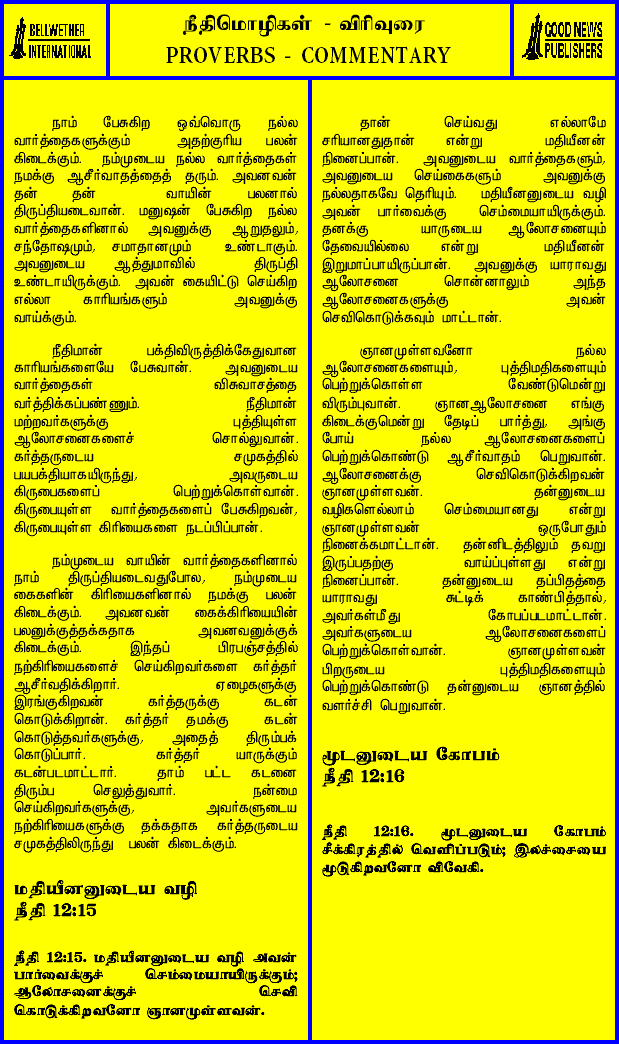 BELLWETHER
INTERNATIONAL
நீதிமொழிகள் - விரிவுரை
PROVERBS - COMMENTARY
GOOD NEWS
PUBLISHERS
நாம் பேசுகிற ஒவ்வொரு நல்ல
வார்த்தைகளுக்கும் அதற்குரிய பலன்
கிடைக்கும். நம்முடைய நல்ல வார்த்தைகள்
நமக்கு ஆசீர்வாதத்தைத் தரும். அவனவன்
தன் தன் வாயின் பலனால்
திருப்தியடைவான். மனுஷன் பேசுகிற நல்ல
வார்த்தைகளினால் அவனுக்கு ஆறுதலும்,
சந்தோஷமும், சமாதானமும் உண்டாகும்.
அவனுடைய ஆத்துமாவில் திருப்தி
உண்டாயிருக்கும். அவன் கையிட்டு செய்கிற
எல்லா காரியங்களும் அவனுக்கு
வாய்க்கும்.
நீதிமான் பக்திவிருத்திக்கேதுவான
காரியங்களையே பேசுவான். அவனுடைய
வார்த்தைகள் விசுவாசத்தை
வர்த்திக்கப்பண்ணும். நீதிமான்
மற்றவர்களுக்கு புத்தியுள்ள
ஆலோசனைகளைச் சொல்லுவான்.
கர்த்தருடைய சமுகத்தில்
பயபக்தியாகயிருந்து, அவருடைய
கிருபைகளைப் பெற்றுக்கொள்வான்.
கிருபையுள்ள வார்த்தைகளைப் பேசுகிறவன்,
கிருபையுள்ள கிரியைகளை நடப்பிப்பான்.
நம்முடைய வாயின் வார்த்தைகளினால்
நாம் திருப்தியடைவதுபோல, நம்முடைய
கைகளின் கிரியைகளினால் நமக்கு பலன்
கிடைக்கும். அவனவன் கைக்கிரியையின்
பலனுக்குத்தக்கதாக அவனவனுக்குக்
கிடைக்கும். இந்தப் பிரபஞ்சத்தில்
நற்கிரியைகளைச் செய்கிறவர்களை கர்த்தர்
ஆசீர்வதிக்கிறார். ஏழைகளுக்கு
இரங்குகிறவன் கர்த்தருக்கு கடன்
கொடுக்கிறான். கர்த்தர் தமக்கு கடன்
கொடுத்தவர்களுக்கு, அதைத் திரும்பக்
கொடுப்பார். கர்த்தர் யாருக்கும்
கடன்படமாட்டார். தாம் பட்ட கடனை
திரும்ப செலுத்துவார். நன்மை
செய்கிறவர்களுக்கு, அவர்களுடைய
நற்கிரியைகளுக்கு தக்கதாக கர்த்தருடைய
சமுகத்திலிருந்து பலன் கிடைக்கும்.
மதியீனனுடைய வழி
நீதி 12:15
நீதி 12:15. மதியீனனுடைய வழி அவன்
பார்வைக்குச் செம்மையாயிருக்கும்;
ஆலோசனைக்குச் செவி
கொடுக்கிறவனோ ஞானமுள்ளவன்.
தான் செய்வது எல்லாமே
சரியானதுதான் என்று மதியீனன்
நினைப்பான். அவனுடைய வார்த்தைகளும்,
அவனுடைய செய்கைகளும் அவனுக்கு
நல்லதாகவே தெரியும். மதியீனனுடைய வழி
அவன் பார்வைக்கு செம்மையாயிருக்கும்.
தனக்கு யாருடைய ஆலோசனையும்
தேவையில்லை என்று மதியீனன்
இறுமாப்பாயிருப்பான். அவனுக்கு யாராவது
ஆலோசனை சொன்னாலும் அந்த
ஆலோசனைகளுக்கு அவன்
செவிகொடுக்கவும் மாட்டான்.
ஞானமுள்ளவனோ நல்ல
ஆலோசனைகளையும், புத்திமதிகளையும்
பெற்றுக்கொள்ள வேண்டுமென்று
விரும்புவான். ஞானஆலோசனை எங்கு
கிடைக்குமென்று தேடிப் பார்த்து, அங்கு
போய் நல்ல ஆலோசனைகளைப்
பெற்றுக்கொண்டு ஆசீர்வாதம் பெறுவான்.
ஆலோசனைக்கு செவிகொடுக்கிறவன்
ஞானமுள்ளவன். தன்னுடைய
வழிகளெல்லாம் செம்மையானது என்று
ஞானமுள்ளவன் ஒருபோதும்
நினைக்கமாட்டான். தன்னிடத்திலும் தவறு
இருப்பதற்கு வாய்ப்புள்ளது என்று
நினைப்பான். தன்னுடைய தப்பிதத்தை
யாராவது சுட்டிக் காண்பித்தால்,
அவர்கள்மீது கோபப்படமாட்டான்.
அவர்களுடைய ஆலோசனைகளைப்
பெற்றுக்கொள்வான். ஞானமுள்ளவன்
பிறருடைய புத்திமதிகளையும்
பெற்றுக்கொண்டு தன்னுடைய ஞானத்தில்
வளர்ச்சி பெறுவான்.
மூடனுடைய கோபம்
நீதி 12:16
நீதி 12:16. மூடனுடைய கோபம்
சீக்கிரத்தில் வெளிப்படும்; இலச்சையை
மூடுகிறவனோ விவேகி.